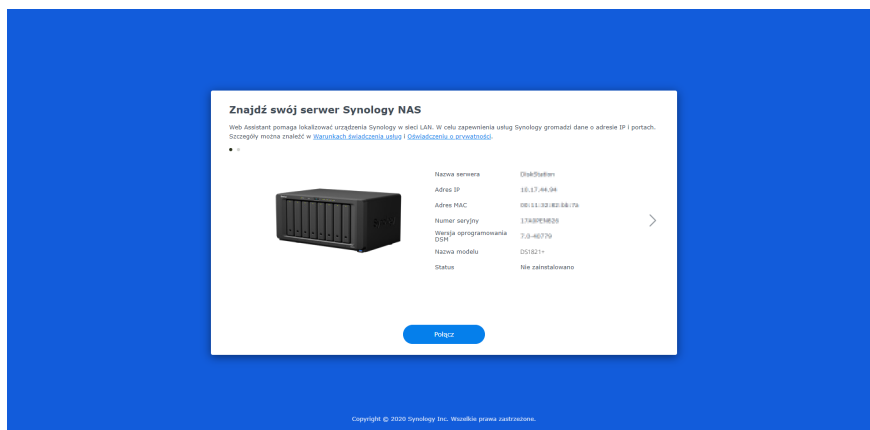 Znajdź swój serwer Synology NAS
Web Assistant pomaga lokalizować urządzenia Synology w sieci LAN. W celu zapewnienia usług Synology gromadzi dane o adresie IP i portach.
Szczegóły można znaleźć w Warunkach świadczenia usług i Oświadczeniu o prywatności.
Nazwa serwera DiskStation
Adres IP
Adres MAC
Numer seryjny
Wersja oprogramowania
DSM
Nazwa modelu DS1821+
Status Nie zainstalowano
Połącz
Copyright © 2020 Synology Inc. Wszelkie prawa zastrzeżone.